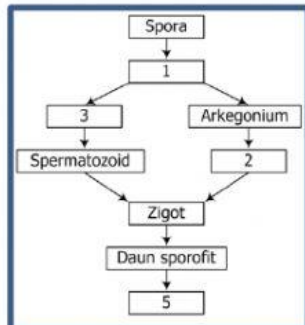 Spora
1
3 Arkegonium
Spermatozoid 2
Zigot
Daun sporofit
5